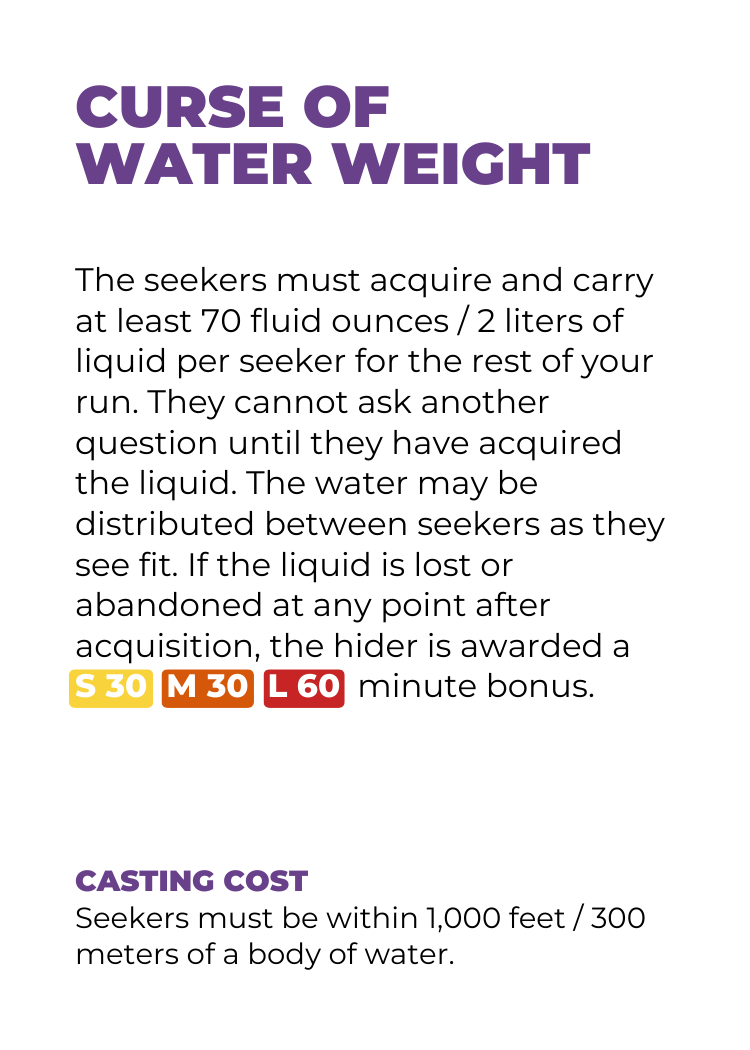 CURSE OF
WATER WEIGHT
The seekers must acquire and carry
at least 70 fluid ounces / 2 liters of
liquid per seeker for the rest of your
run. They cannot ask another
question until they have acquired
the liquid. The water may be
distributed between seekers as they
see fit. If the liquid is lost or
abandoned at any point after
acquisition, the hider is awarded a
S 30 M 30 L 60 minute bonus.
CASTING COST
Seekers must be within 1,000 feet / 300
meters of a body of water.